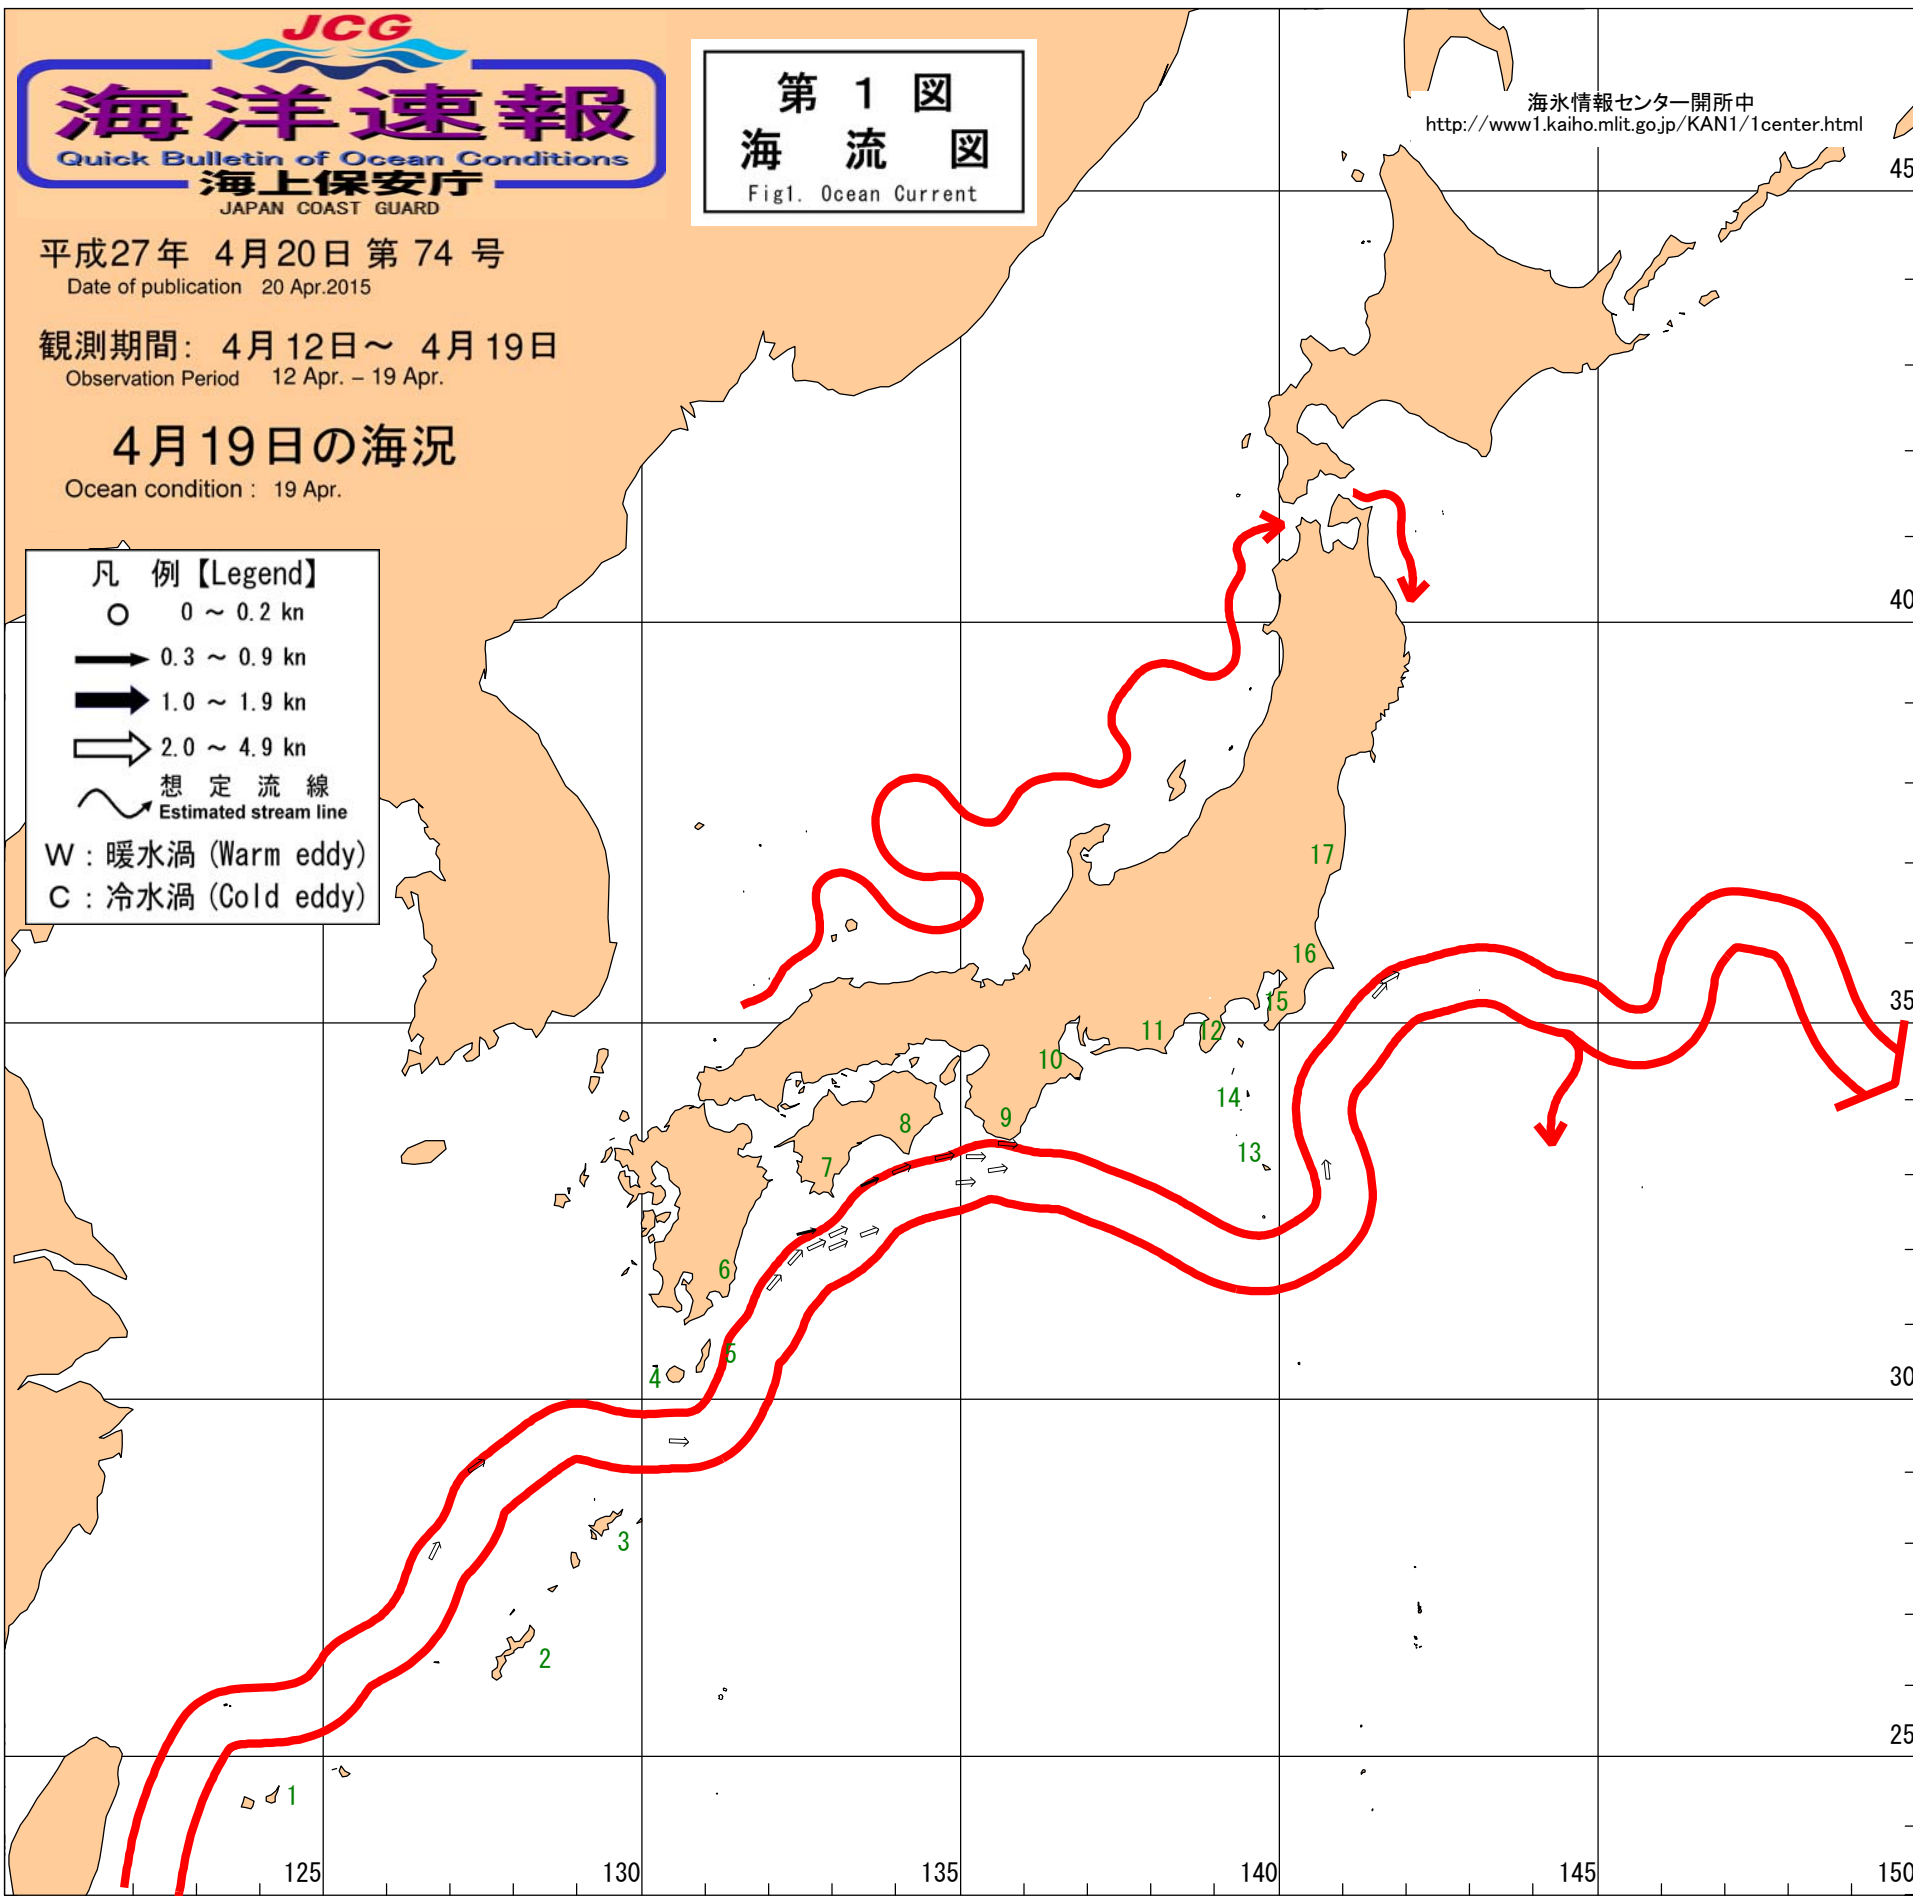 JCG
海洋速報
Quick Bulletin of Ocean Conditions
海上保安庁
JAPAN COAST GUARD
第 1 図
海 流 図
Fig1. Ocean Current
海氷情報センター開所中
http://www1.kaiho.mlit.go.jp/KAN1/1center.html
平成27年 4月20日 第 74 号
Date of publication 20 Apr.2015
観測期間: 4月12日～ 4月19日
Observation Period 12 Apr. – 19 Apr.
4月19日の海況
Ocean condition : 19 Apr.
凡 例【Legend】
0 ～ 0.2 kn
0.3 ～ 0.9 kn
1.0 ～ 1.9 kn
2.0 ～ 4.9 kn
想 定 流 線
Estimated stream line
W : 暖水渦 (Warm eddy)
C : 冷水渦 (Cold eddy)
45
40
17
16
35
15
11
12
10
14
8
9
13
7
6
5
4
30
3
2
25
1
125
130
135
140
145
150